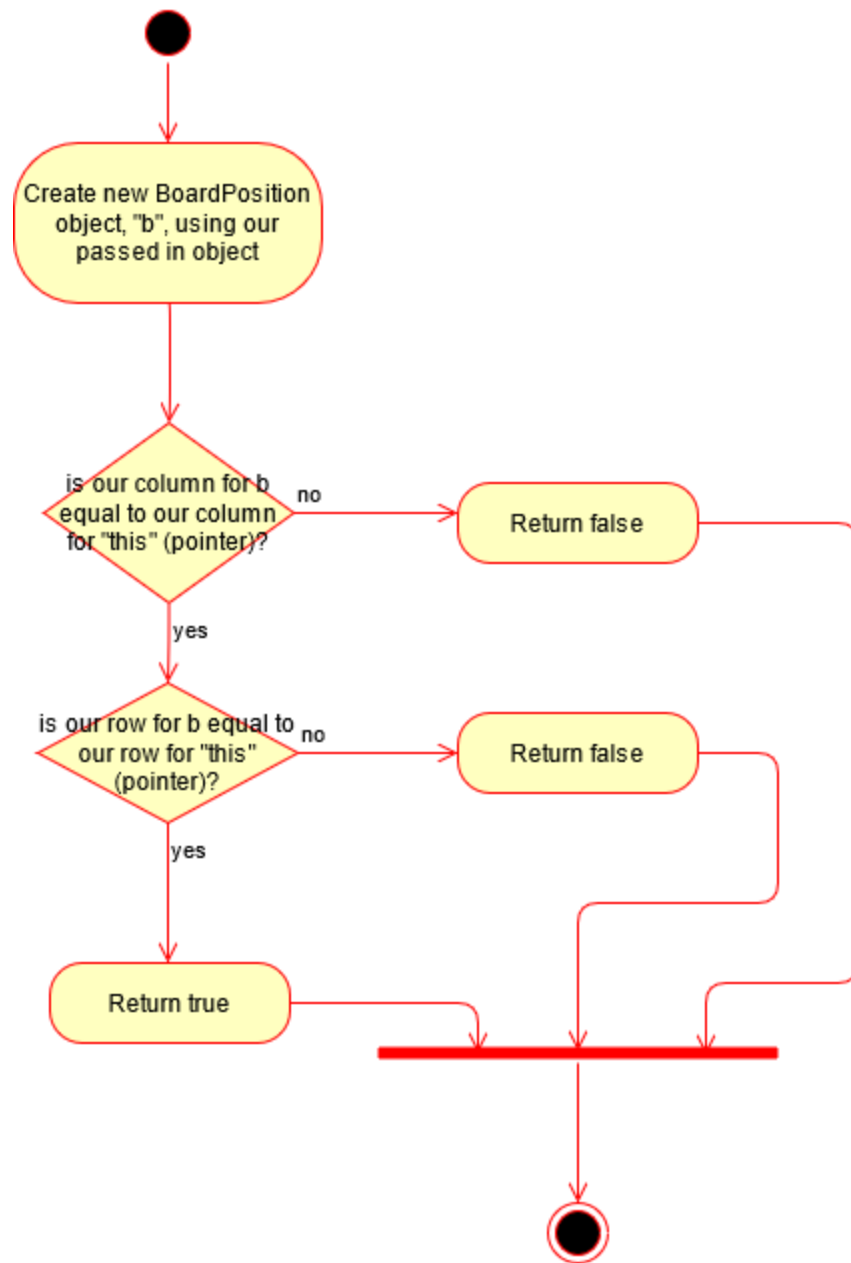 Create new BoardPosition
object, "b", using our
passed in object
is our column for b
equal to our column
for "this" (pointer)?
no
Return false
yes
is our row for b equal to
our row for "this"
(pointer)?
no
Return false
yes
Return true